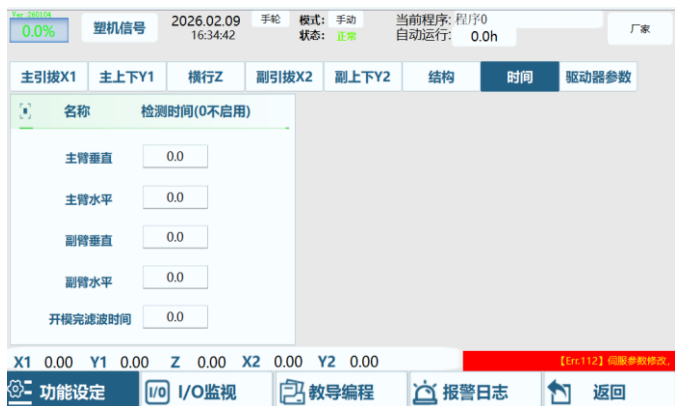 Ver 260104
0.0%
塑机信号
2026.02.09
16:34:42
手轮
模式: 手动
状态: 正常
当前程序: 程序0
自动运行: 0.0h
厂家
主引拔X1 主上下Y1 横行Z 副引拔X2 副上下Y2 结构 时间 驱动器参数
名称 检测时间(0不启用)
主臂垂直 0.0
主臂水平 0.0
副臂垂直 0.0
副臂水平 0.0
开模完滤波时间 0.0
X1 0.00 Y1 0.00 Z 0.00 X2 0.00 Y2 0.00
【Err.112】伺服参数修改,
功能设定 I/O I/O监视 教导编程 报警日志 返回